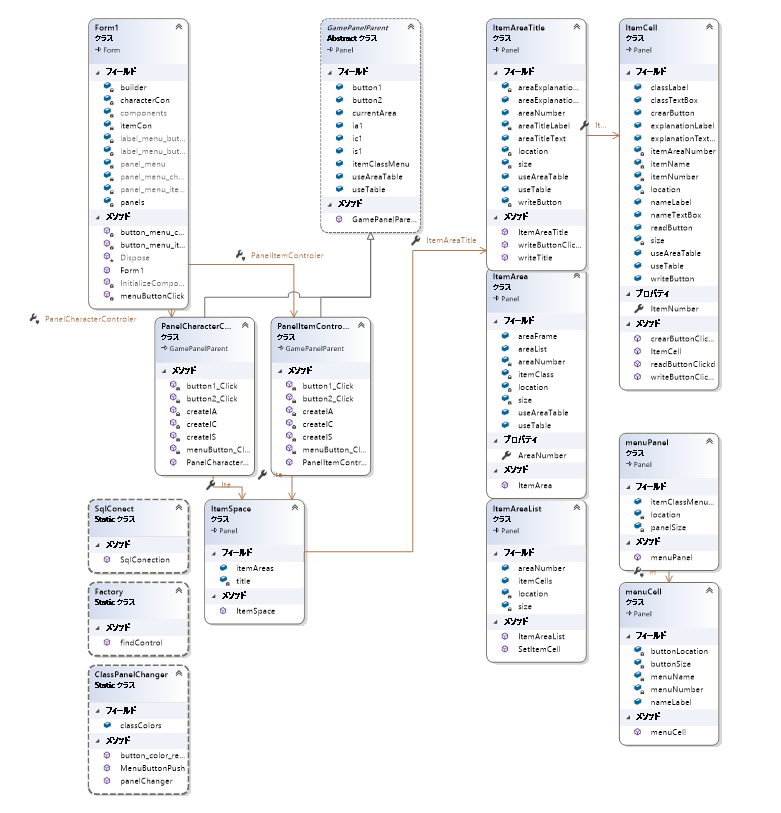 Form1
クラス
Form
フィールド
builder
characterCon
components
itemCon
label_menu_but...
label_menu_but...
panel_menu
panel_menu_ch...
panel_menu_ite...
panels
メソッド
button_menu_c...
button_menu_it...
Dispose
Form1
InitializeCompo...
menuButtonClick
GamePanelParent
Abstract クラス
Panel
フィールド
button1
button2
currentArea
ia1
ic1
is1
itemClassMenu
useAreaTable
useTable
メソッド
GamePanelPare...
ItemAreaTitle
クラス
Panel
フィールド
areaExplanatio...
areaExplanatio...
areaNumber
areaTitleLabel
areaTitleText
location
size
useAreaTable
useTable
writeButton
メソッド
ItemAreaTitle
writeButtonClic...
writeTitle
It...
ItemCell
クラス
Panel
フィールド
classLabel
classTextBox
crearButton
explanationLabel
explanationText...
itemAreaNumber
itemName
itemNumber
location
nameLabel
nameTextBox
readButton
size
useAreaTable
useTable
writeButton
プロパティ
ItemNumber
メソッド
crearButtonClic...
ItemCell
readButtonClickd
writeButtonClic...
PanelItemControler
ItemAreaTitle
PanelCharacterControler
PanelCharacterC...
クラス
GamePanelParent
メソッド
button1_Click
button2_Click
createIA
createIC
createIS
menuButton_Cl...
PanelCharacter...
PanelItemContro...
クラス
GamePanelParent
メソッド
button1_Click
button2_Click
createIA
createIC
createIS
menuButton_Cl...
PanelItemContr...
Ite
Ite
ItemArea
クラス
Panel
フィールド
areaFrame
areaList
areaNumber
itemClass
location
size
useAreaTable
useTable
プロパティ
AreaNumber
メソッド
ItemArea
menuPanel
クラス
Panel
フィールド
itemClassMenu...
location
panelSize
メソッド
menuPanel
m
SqlConect
Static クラス
メソッド
SqlConection
ItemSpace
クラス
Panel
フィールド
itemAreas
title
メソッド
ItemSpace
ItemAreaList
クラス
Panel
フィールド
areaNumber
itemCells
location
size
メソッド
ItemAreaList
SetItemCell
Factory
Static クラス
メソッド
findControl
menuCell
クラス
Panel
フィールド
buttonLocation
buttonSize
menuName
menuNumber
nameLabel
メソッド
menuCell
ClassPanelChanger
Static クラス
フィールド
classColors
メソッド
button_color_re...
MenuButtonPush
panelChanger